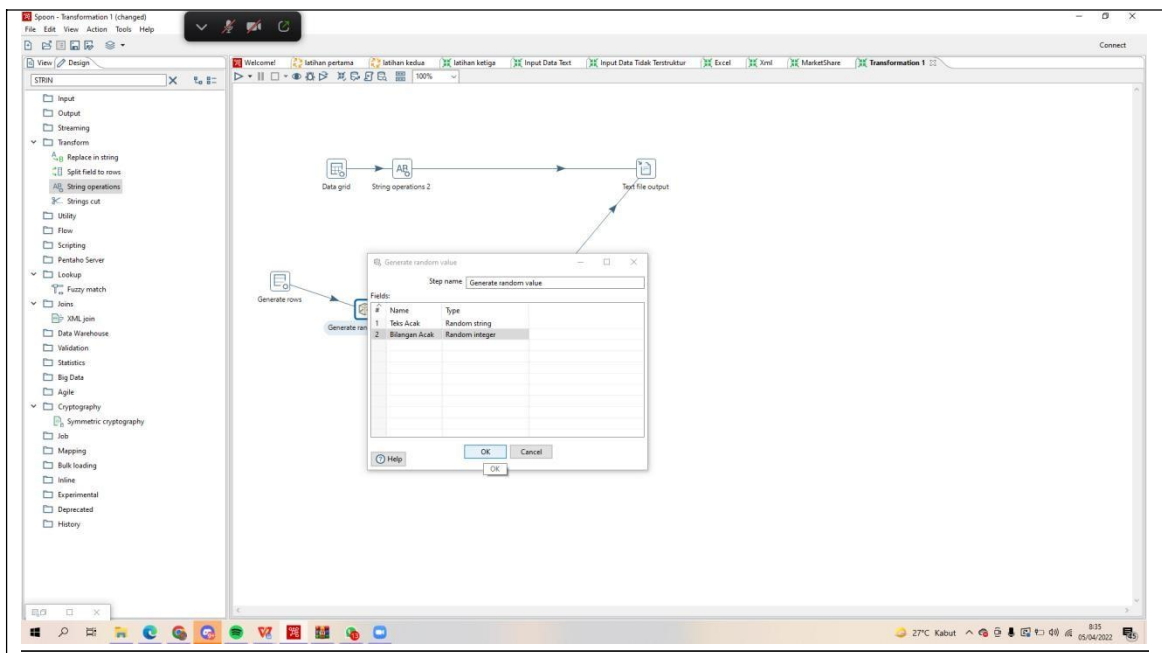 Spoon - Transformation 1 (changed)
File Edit View Action Tools Help
Connect
View Design
Welcome! latihan pertama latihan kedua latihan ketiga Input Data Text Input Data Tidak Terstruktur Excel Xml MarketShare Transformation 1
STRIN
100%
Input
Output
Streaming
Transform
Replace in string
Split field to rows
String operations
Strings cut
Utility
Flow
Scripting
Pentaho Server
Lookup
Fuzzy match
Joins
XML join
Data Warehouse
Validation
Statistics
Big Data
Agile
Cryptography
Symmetric cryptography
Job
Mapping
Bulk loading
Inline
Experimental
Deprecated
History
Data grid String operations 2 Text file output
Generate rows
Generate ran
Generate random value
Step name Generate random value
Fields:
# Name Type
1 Teks Acak Random string
2 Bilangan Acak Random integer
Help OK Cancel
OK
27°C Kabut
8:35
05/04/2022